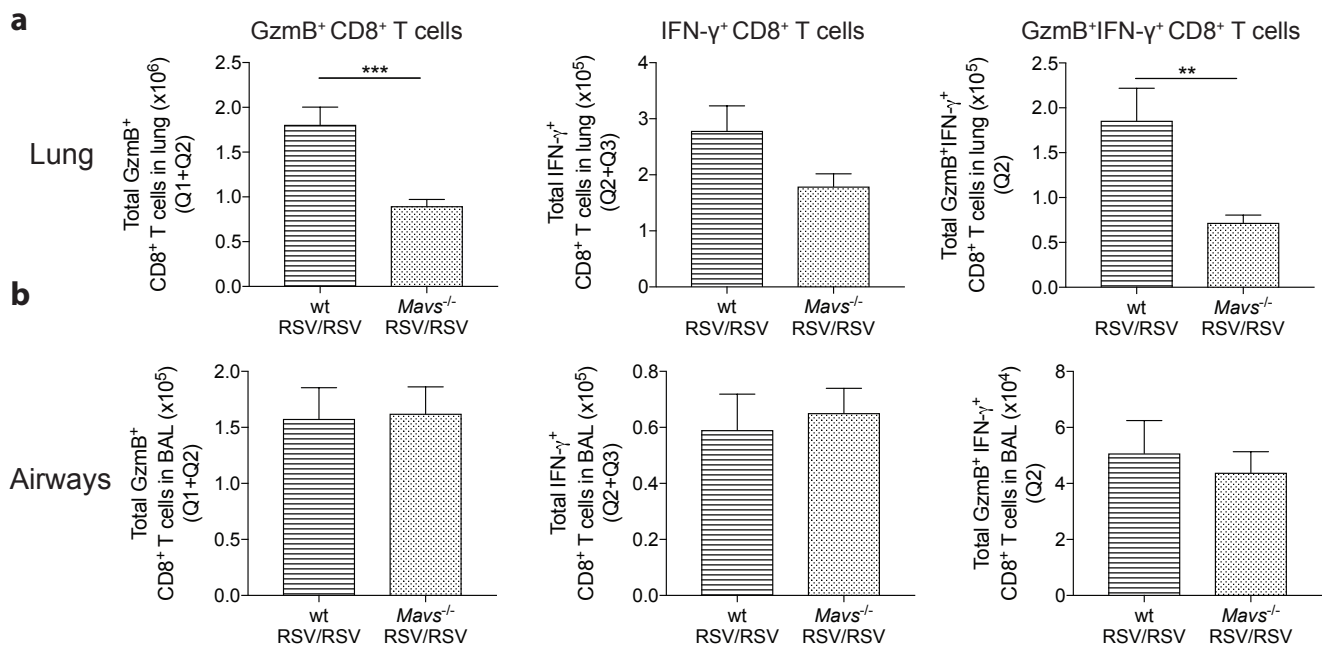 a
GzmB⁺ CD8⁺ T cells
IFN-γ⁺ CD8⁺ T cells
GzmB⁺IFN-γ⁺ CD8⁺ T cells
Lung
Total GzmB⁺
CD8⁺ T cells in lung (x10⁶)
(Q1+Q2)
2.5
2.0
1.5
1.0
0.5
0.0
***
wt
RSV/RSV
Mavs⁻/⁻
RSV/RSV
Total IFN-γ⁺
CD8⁺ T cells in lung (x10⁵)
(Q2+Q3)
4
3
2
1
0
wt
RSV/RSV
Mavs⁻/⁻
RSV/RSV
Total GzmB⁺IFN-γ⁺
CD8⁺ T cells in lung (x10⁵)
(Q2)
2.5
2.0
1.5
1.0
0.5
0.0
**
wt
RSV/RSV
Mavs⁻/⁻
RSV/RSV
b
Airways
Total GzmB⁺
CD8⁺ T cells in BAL (x10⁵)
(Q1+Q2)
2.0
1.5
1.0
0.5
0.0
wt
RSV/RSV
Mavs⁻/⁻
RSV/RSV
Total IFN-γ⁺
CD8⁺ T cells in BAL (x10⁵)
(Q2+Q3)
0.8
0.6
0.4
0.2
0.0
wt
RSV/RSV
Mavs⁻/⁻
RSV/RSV
Total GzmB⁺ IFN-γ⁺
CD8⁺ T cells in BAL (x10⁴)
(Q2)
8
6
4
2
0
wt
RSV/RSV
Mavs⁻/⁻
RSV/RSV